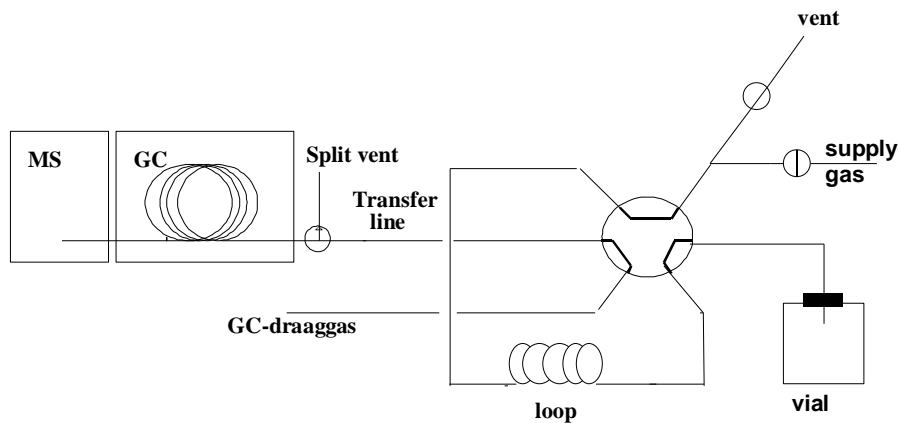 vent
MS
GC
Split vent
Transfer
line
supply
gas
GC-draaggas
loop
vial